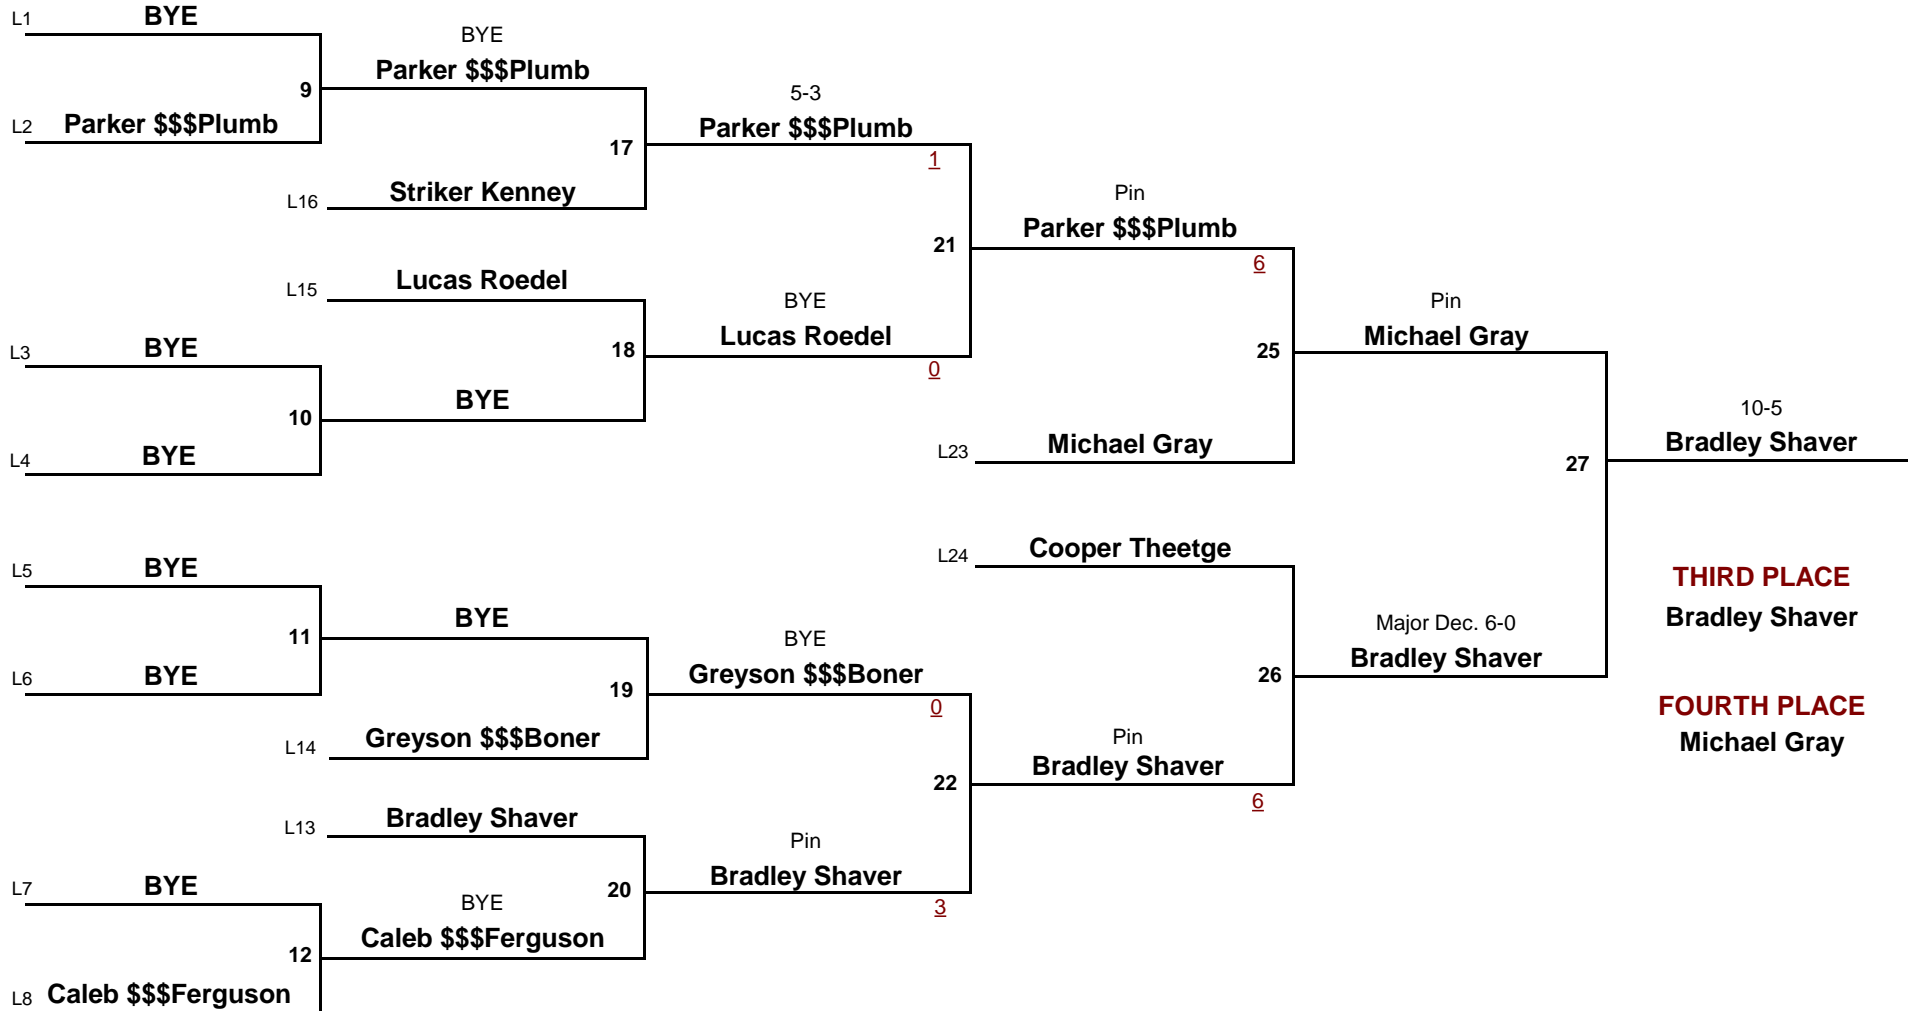 L1 BYE
BYE
Parker $$$Plumb
9
5-3
L2 Parker $$$Plumb
Parker $$$Plumb
17
1
L16 Striker Kenney
Pin
Parker $$$Plumb
21
6
L15 Lucas Roedel
BYE
Pin
Lucas Roedel
Michael Gray
L3 BYE
18
25
0
BYE
10
10-5
L4 BYE
L23 Michael Gray
Bradley Shaver
27
L24 Cooper Theetge
L5 BYE
THIRD PLACE
Bradley Shaver
BYE
11
BYE
Major Dec. 6-0
Bradley Shaver
L6 BYE
Greyson $$$Boner
26
19
0
FOURTH PLACE
L14 Greyson $$$Boner
Pin
Michael Gray
Bradley Shaver
22
6
L13 Bradley Shaver
Pin
Bradley Shaver
L7 BYE
20
3
BYE
Caleb $$$Ferguson
12
L8 Caleb $$$Ferguson